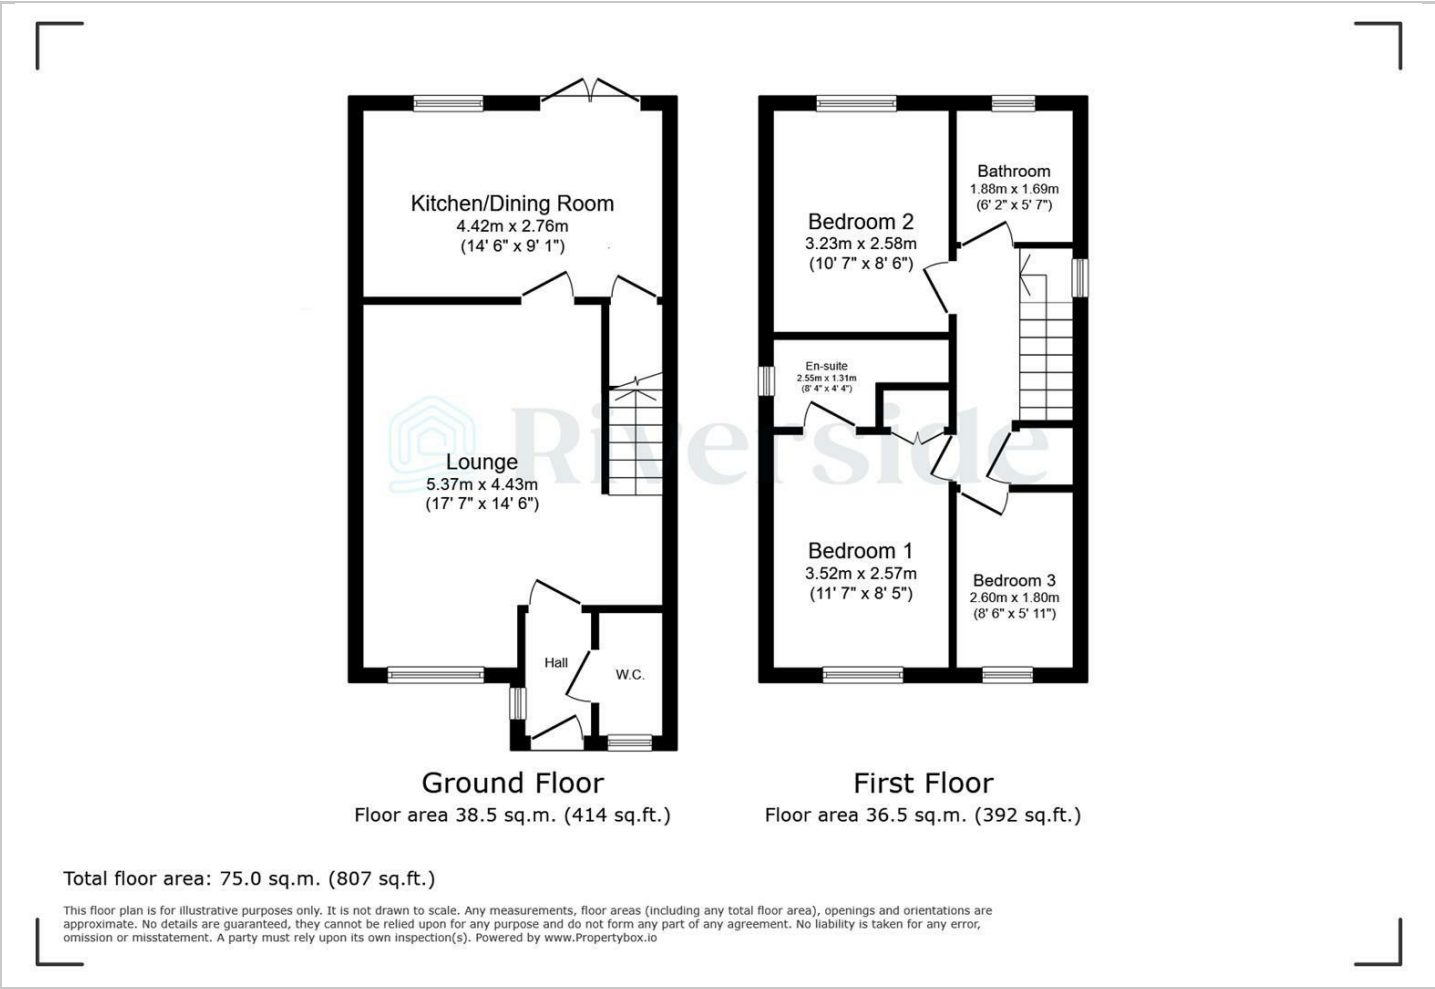 Kitchen/Dining Room
4.42m x 2.76m
(14' 6" x 9' 1")
Lounge
5.37m x 4.43m
(17' 7" x 14' 6")
Hall
W.C.
Bathroom
1.88m x 1.69m
(6' 2" x 5' 7")
Bedroom 2
3.23m x 2.58m
(10' 7" x 8' 6")
En-suite
2.55m x 1.31m
(8' 4" x 4' 4")
Riverside
Bedroom 1
3.52m x 2.57m
(11' 7" x 8' 5")
Bedroom 3
2.60m x 1.80m
(8' 6" x 5' 11")
Ground Floor
Floor area 38.5 sq.m. (414 sq.ft.)
First Floor
Floor area 36.5 sq.m. (392 sq.ft.)
Total floor area: 75.0 sq.m. (807 sq.ft.)
This floor plan is for illustrative purposes only. It is not drawn to scale. Any measurements, floor areas (including any total floor area), openings and orientations are
approximate. No details are guaranteed, they cannot be relied upon for any purpose and do not form any part of any agreement. No liability is taken for any error,
omission or misstatement. A party must rely upon its own inspection(s). Powered by www.Propertybox.io